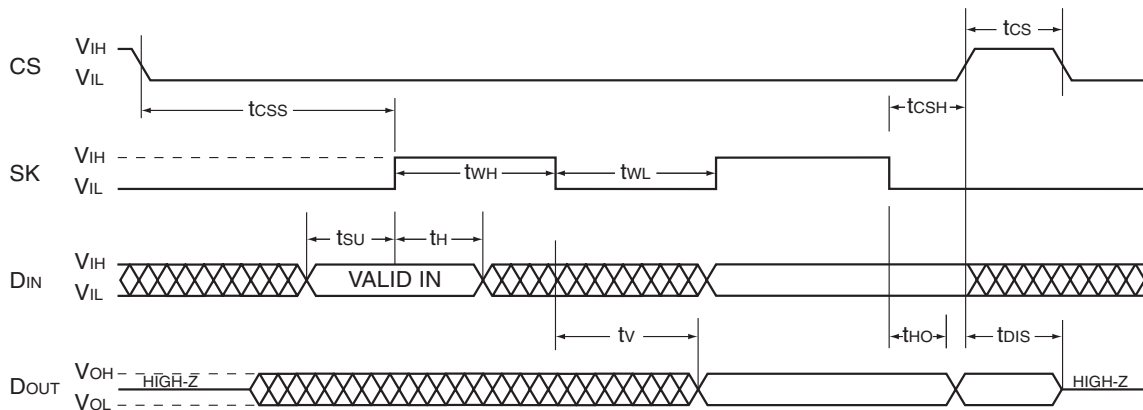 VIH
tCS
CS
VIL
tCSS
tCSH
VIH
SK
tWH
tWL
VIL
tSU
tH
VIH
DIN
VALID IN
VIL
tV
tHO
tDIS
VOH
DOUT
HIGH-Z
HIGH-Z
VOL